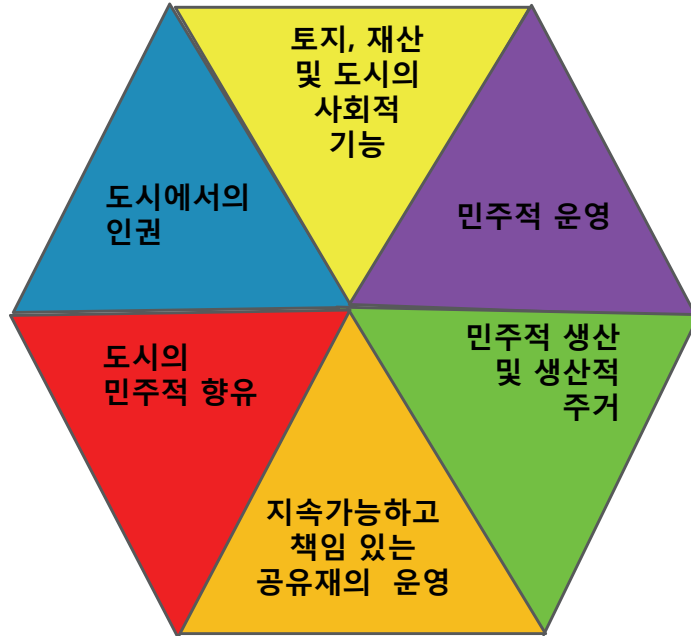 토지, 재산
및 도시의
사회적
기능
민주적 운영
민주적 생산
및 생산적
주거
지속가능하고
책임 있는
공유재의 운영
도시의
민주적 향유
도시에서의
인권